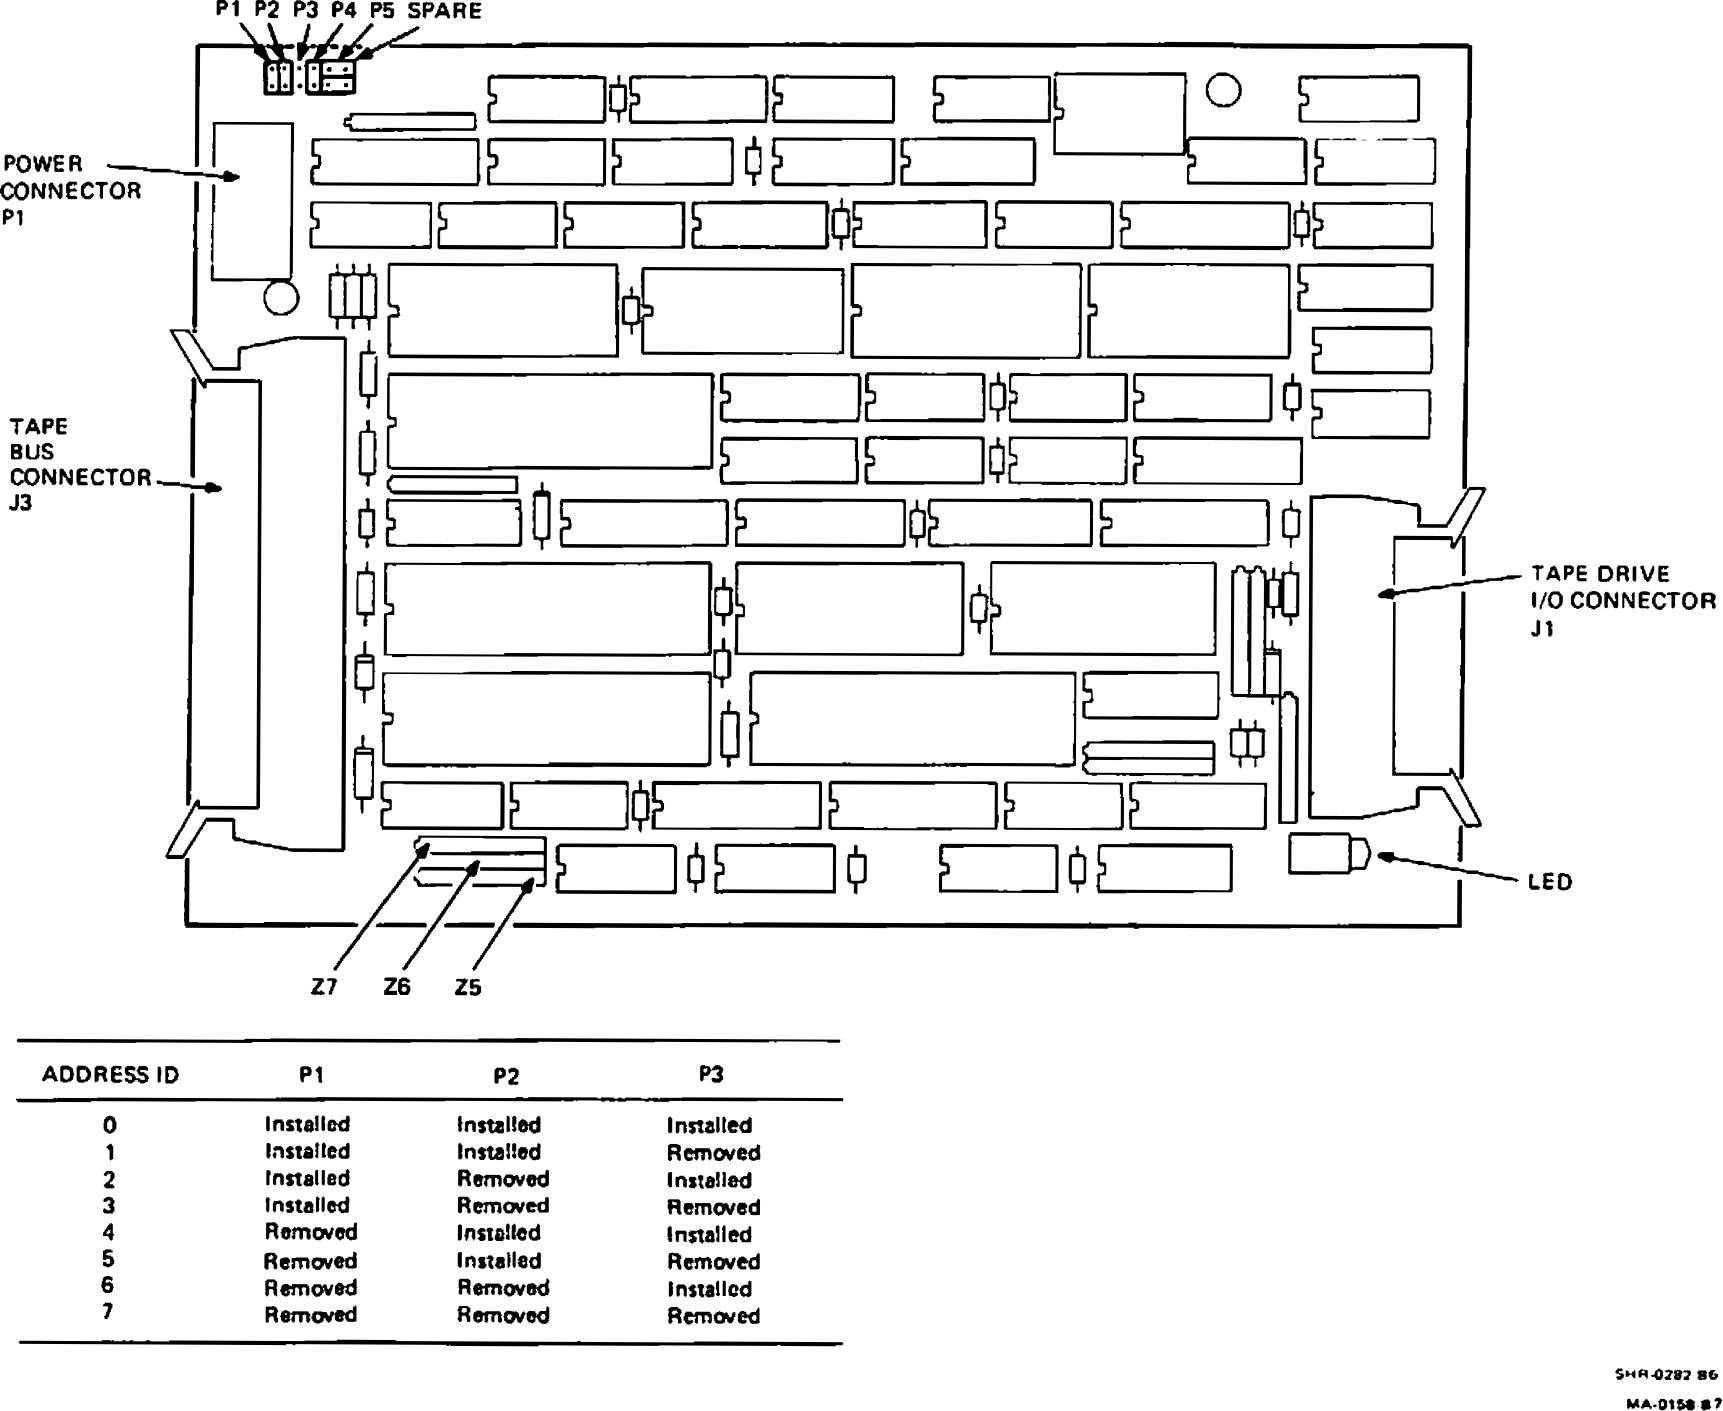 P1 P2 P3 P4 P5 SPARE
POWER
CONNECTOR
P1
TAPE
BUS
CONNECTOR
J3
TAPE DRIVE
I/O CONNECTOR
J1
LED
Z7 Z6 Z5
ADDRESS ID P1 P2 P3
0 Installed Installed Installed
1 Installed Installed Removed
2 Installed Removed Installed
3 Installed Removed Removed
4 Removed Installed Installed
5 Removed Installed Removed
6 Removed Removed Installed
7 Removed Removed Removed
SHR-0282 86
MA-0158 87